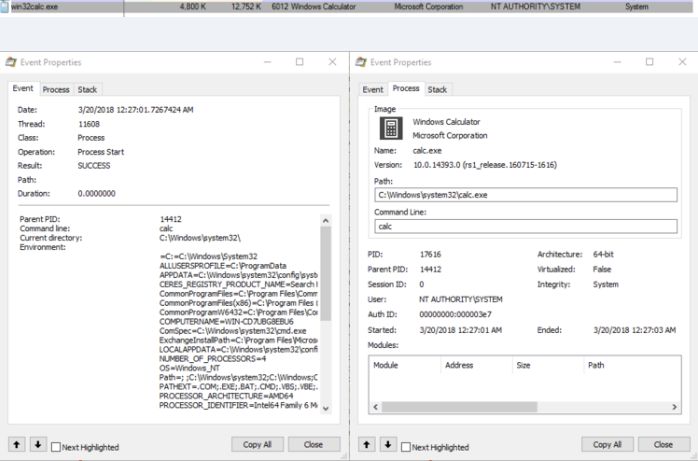 win32calc.exe 4,800 K 12,752 K 6012 Windows Calculator Microsoft Corporation NT AUTHORITY\SYSTEM System
Event Properties
Event Process Stack
Date: 3/20/2018 12:27:01.7267424 AM
Thread: 11608
Class: Process
Operation: Process Start
Result: SUCCESS
Path:
Duration: 0.0000000
Parent PID: 14412
Command line: calc
Current directory: C:\Windows\system32\
Environment:
=C:=C:\Windows\System32
ALLUSERSPROFILE=C:\ProgramData
APPDATA=C:\Windows\system32\config\syst
CERES_REGISTRY_PRODUCT_NAME=Search
CommonProgramFiles=C:\Program Files\Comm
CommonProgramFiles(x86)=C:\Program Files
CommonProgramW6432=C:\Program Files\Co
COMPUTERNAME=WIN-CD7UBG8EBU6
ComSpec=C:\Windows\system32\cmd.exe
ExchangeInstallPath=C:\Program Files\Micros
LOCALAPPDATA=C:\Windows\system32\confi
NUMBER_OF_PROCESSORS=4
OS=Windows_NT
Path=; ;C:\Windows\system32;C:\Windows;C
PATHEXT=.COM;.EXE;.BAT;.CMD;.VBS;.VBE;.
PROCESSOR_ARCHITECTURE=AMD64
PROCESSOR_IDENTIFIER=Intel64 Family 6 M
Next Highlighted Copy All Close
Event Properties
Event Process Stack
Image
Windows Calculator
Microsoft Corporation
Name: calc.exe
Version: 10.0.14393.0 (rs1_release.160715-1616)
Path:
C:\Windows\system32\calc.exe
Command Line:
calc
PID: 17616 Architecture: 64-bit
Parent PID: 14412 Virtualized: False
Session ID: 0 Integrity: System
User: NT AUTHORITY\SYSTEM
Auth ID: 00000000:000003e7
Started: 3/20/2018 12:27:01 AM Ended: 3/20/2018 12:27:03 AM
Modules:
Module Address Size Path
Next Highlighted Copy All Close